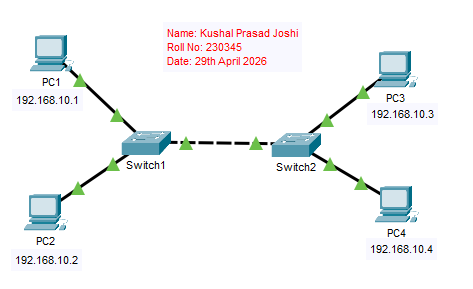 Name: Kushal Prasad Joshi
Roll No: 230345
Date: 29th April 2026
PC1
192.168.10.1
PC3
192.168.10.3
Switch1
Switch2
PC2
192.168.10.2
PC4
192.168.10.4